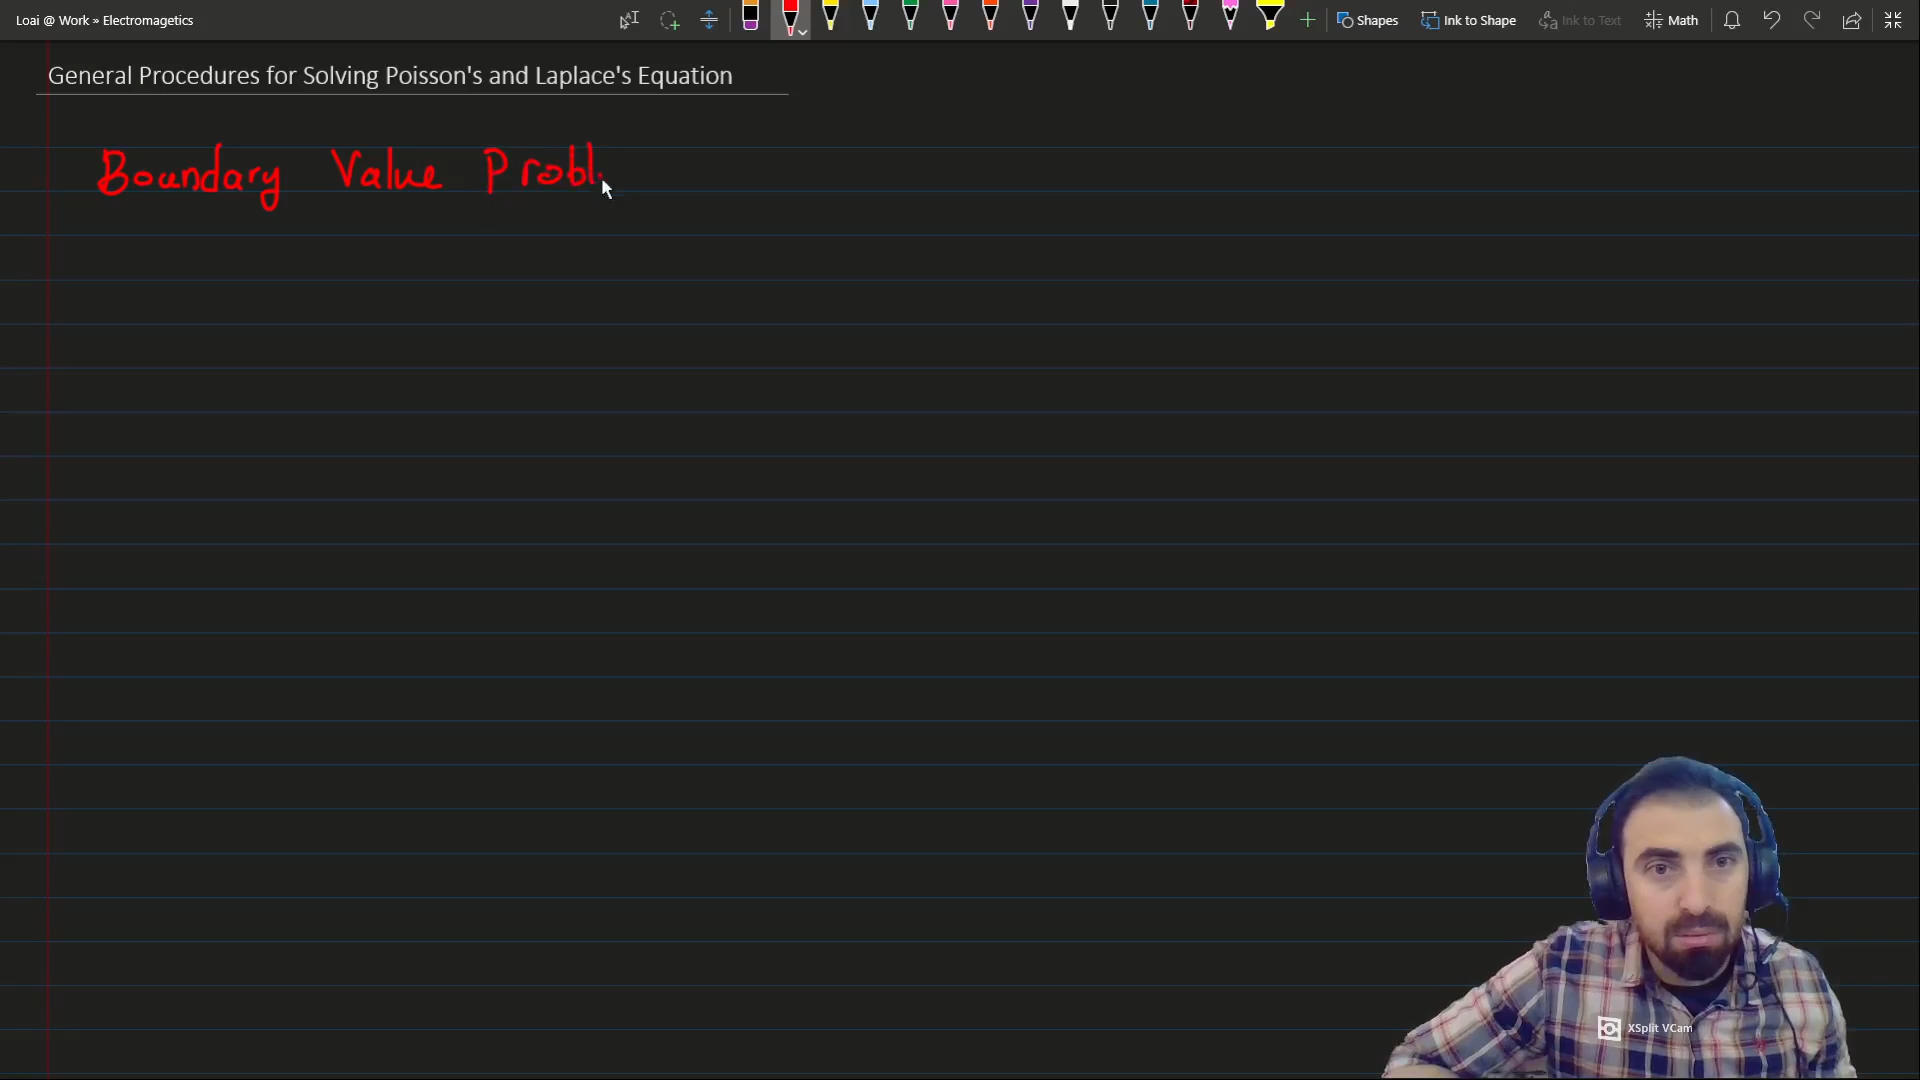 Loai @ Work » Electromagetics
Shapes
Ink to Shape
Ink to Text
Math
General Procedures for Solving Poisson's and Laplace's Equation
Boundary Value Probl
XSplit VCam